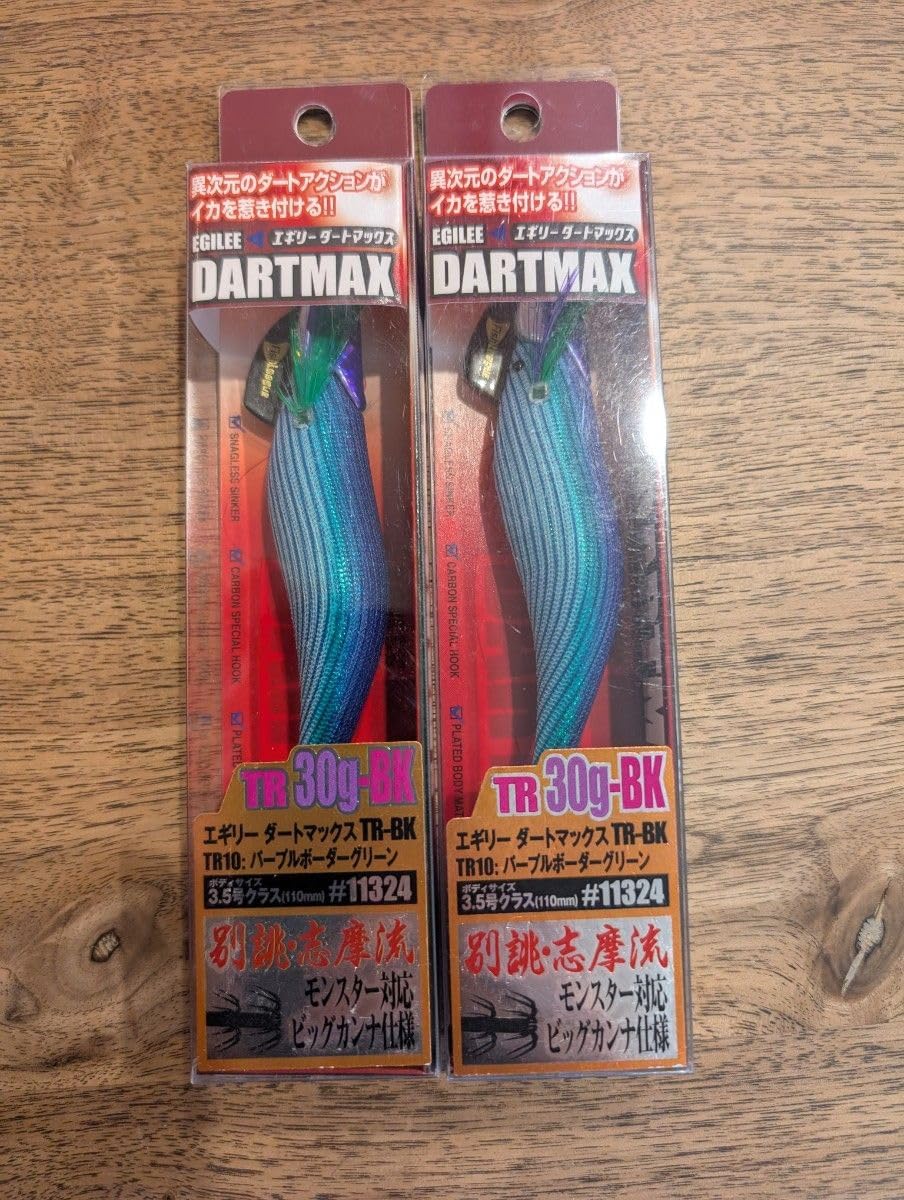 異次元のダートアクションが
イカを惹き付ける!!
EGILEE エギリー ダートマックス
DARTMAX
SNAGLESS SINKER
CARBON SPECIAL HOOK
TR 30g-BK
エギリー ダートマックス TR-BK
TR10: パープルボーダーグリーン
ボディサイズ
3.5号クラス(110mm) #11324
別誂・志摩流
モンスター対応
ビッグカンナ仕様
異次元のダートアクションが
イカを惹き付ける!!
EGILEE エギリー ダートマックス
DARTMAX
SNAGLESS SINKER
CARBON SPECIAL HOOK
PLATED BODY
TR 30g-BK
エギリー ダートマックス TR-BK
TR10: パープルボーダーグリーン
ボディサイズ
3.5号クラス(110mm) #11324
別誂・志摩流
モンスター対応
ビッグカンナ仕様